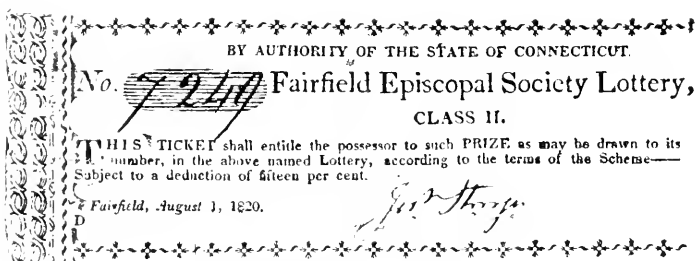 BY AUTHORITY OF THE STATE OF CONNECTICUT.
No. 7249 Fairfield Episcopal Society Lottery,
CLASS II.
THIS TICKET shall entitle the possessor to such PRIZE as may be drawn to its
number, in the above named Lottery, according to the terms of the Scheme—
Subject to a deduction of fifteen per cent.
Fairfield, August 1, 1820.
D